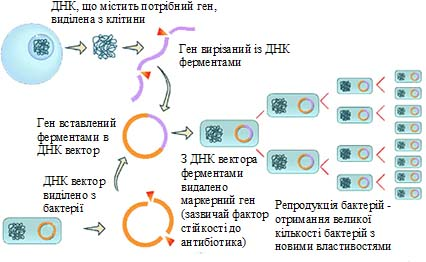 ДНК, що містить потрібний ген,
виділена з клітини
Ген вирізаний із ДНК
ферментами
Ген вставлений
ферментами в
ДНК вектор
ДНК вектор
виділено з
бактерії
З ДНК вектора
ферментами
видалено
маркерний ген
(зазвичай фактор
стійкості до
антибіотика)
Репродукція бактерій -
отримання великої
кількості бактерій з
новими властивостями